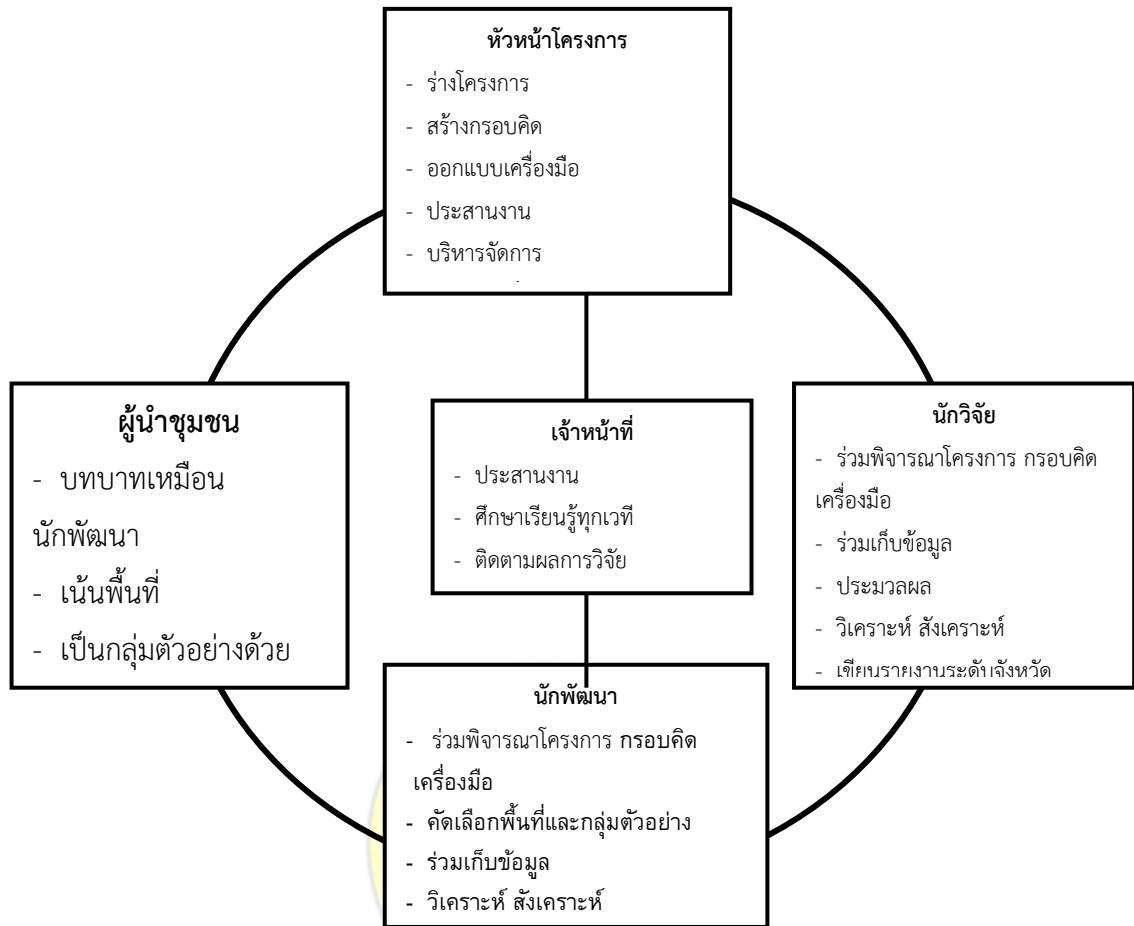 หัวหน้าโครงการ
- ร่างโครงการ
- สร้างกรอบคิด
- ออกแบบเครื่องมือ
- ประสานงาน
- บริหารจัดการ
ผู้นำชุมชน
- บทบาทเหมือน
นักพัฒนา
- เน้นพื้นที่
- เป็นกลุ่มตัวอย่างด้วย
เจ้าหน้าที่
- ประสานงาน
- ศึกษาเรียนรู้ทุกเวที
- ติดตามผลการวิจัย
นักวิจัย
- ร่วมพิจารณาโครงการ กรอบคิด
เครื่องมือ
- ร่วมเก็บข้อมูล
- ประมวลผล
- วิเคราะห์ สังเคราะห์
- เขียนรายงานระดับจังหวัด
นักพัฒนา
- ร่วมพิจารณาโครงการ กรอบคิด
เครื่องมือ
- คัดเลือกพื้นที่และกลุ่มตัวอย่าง
- ร่วมเก็บข้อมูล
- วิเคราะห์ สังเคราะห์